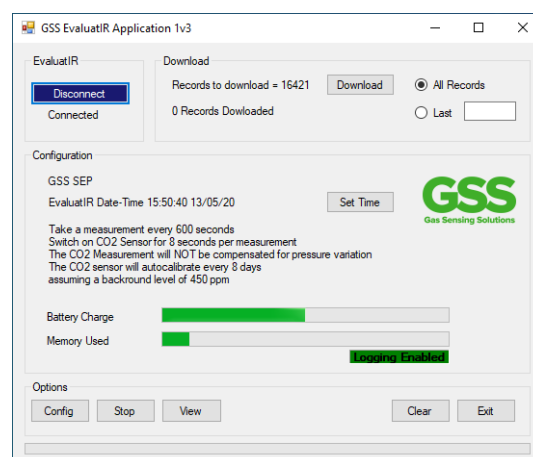 GSS EvaluatIR Application 1v3
EvaluatIR
Disconnect
Connected
Download
Records to download = 16421
Download
All Records
0 Records Dowloaded
Last
Configuration
GSS SEP
EvaluatIR Date-Time 15:50:40 13/05/20
Set Time
GSS
Gas Sensing Solutions
Take a measurement every 600 seconds
Switch on CO2 Sensor for 8 seconds per measurement
The CO2 Measurement will NOT be compensated for pressure variation
The CO2 sensor will autocalibrate every 8 days
assuming a backround level of 450 ppm
Battery Charge
Memory Used
Logging Enabled
Options
Config Stop View Clear Exit